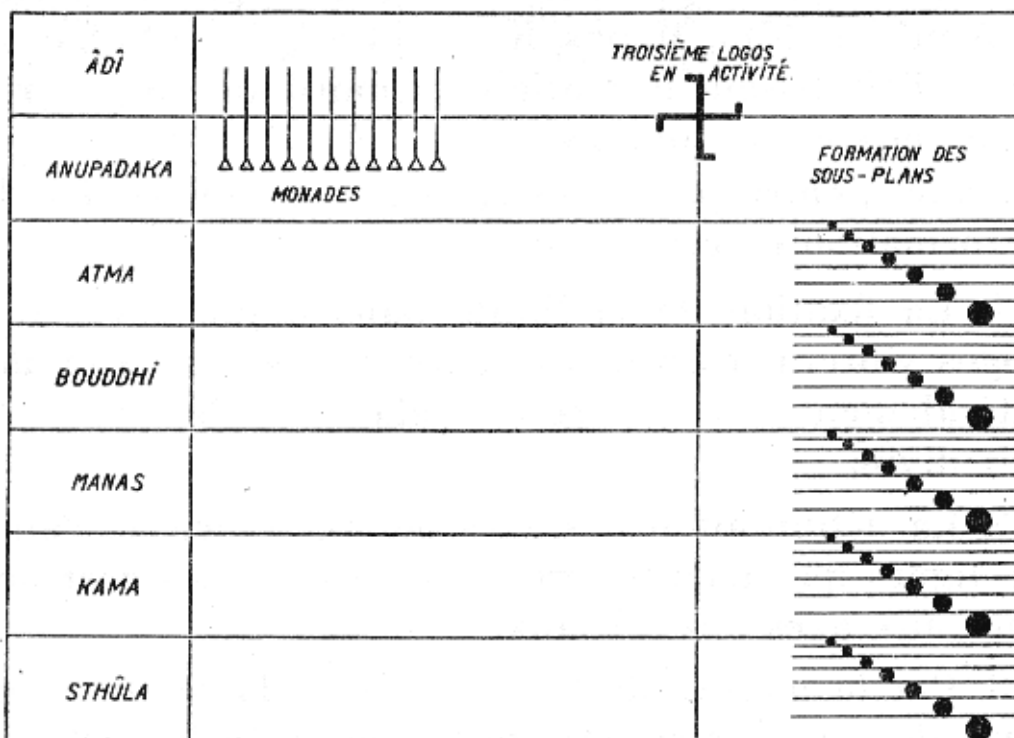 ÂDÎ
TROISIÈME LOGOS
EN ACTIVITÉ.
ANUPADAKA
MONADES
FORMATION DES
SOUS-PLANS
ATMA
BOUDDHÎ
MANAS
KAMA
STHÛLA